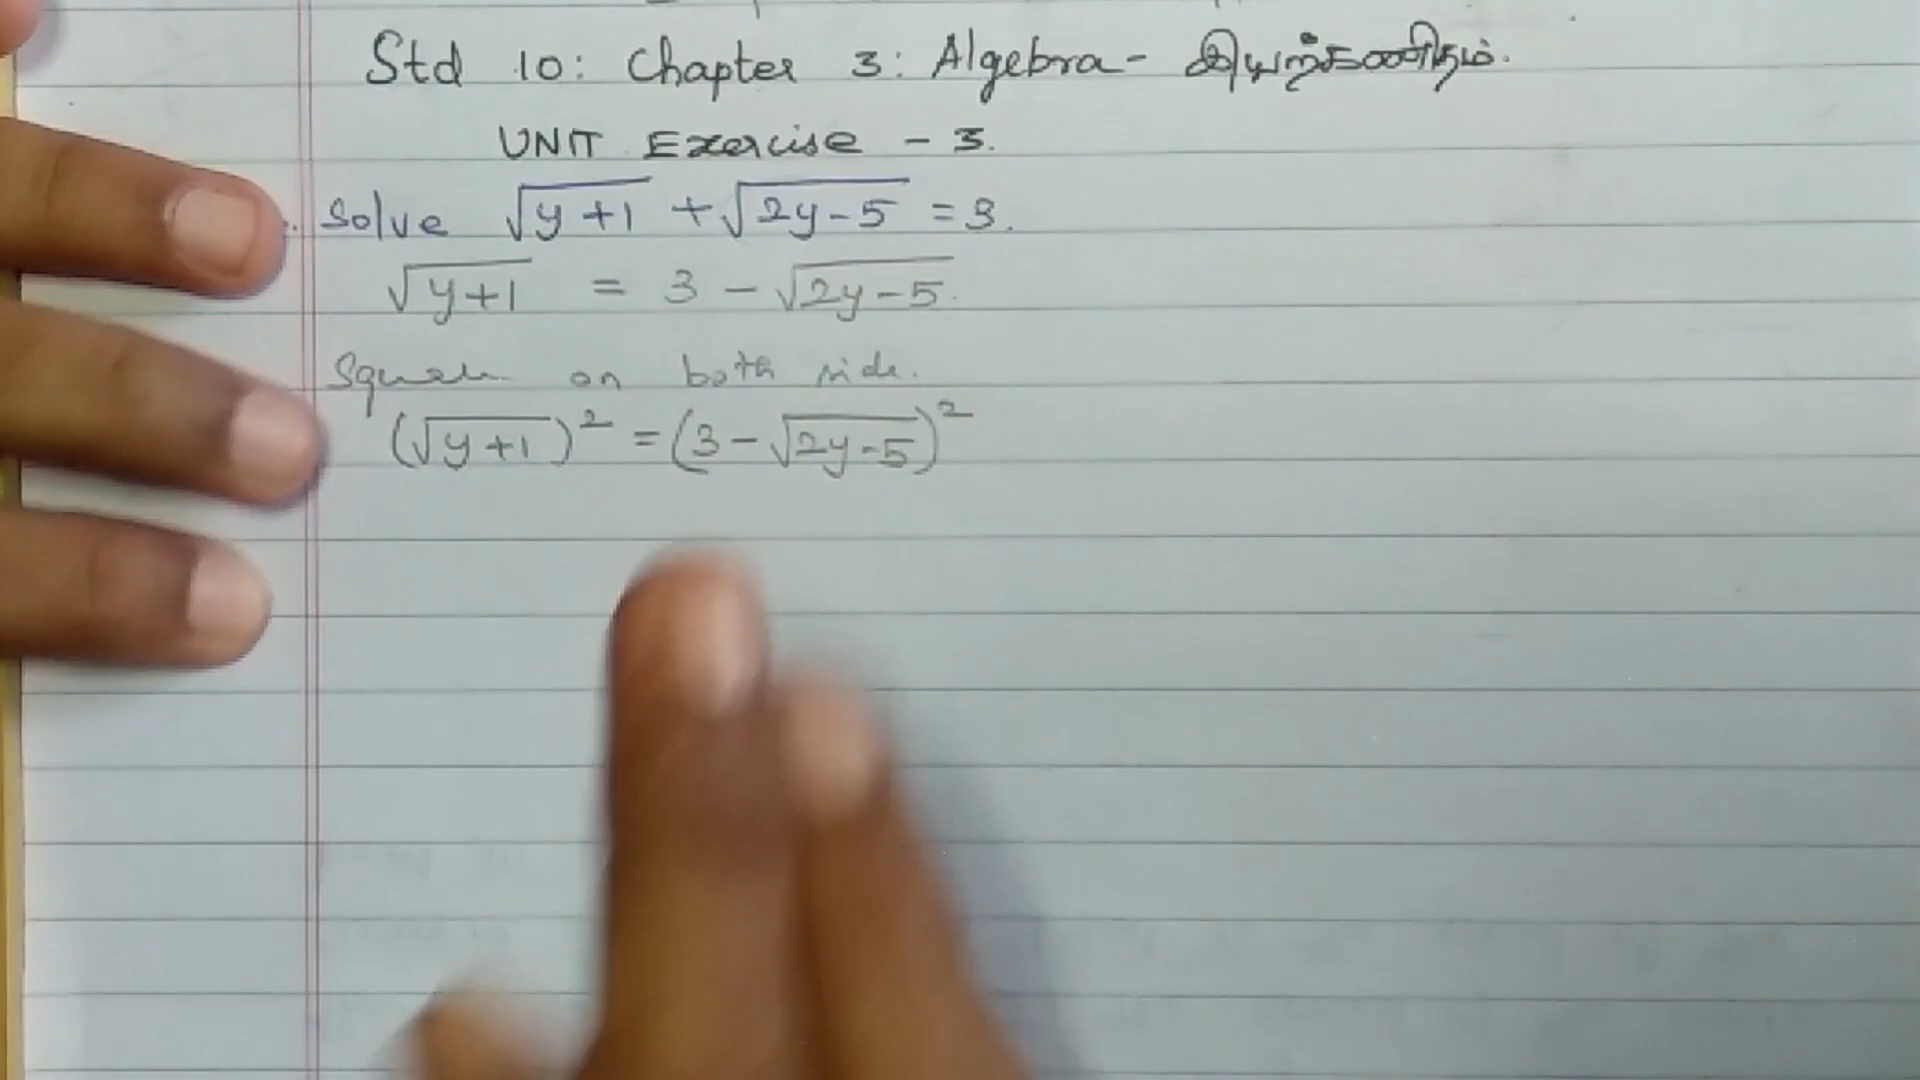 Std 10: Chapter 3: Algebra - இயற்கணிதம்.
UNIT Exercise - 3.
Solve √(y+1) + √(2y-5) = 3.
√(y+1) = 3 - √(2y-5).
Square on both side.
(√(y+1))² = (3 - √(2y-5))²